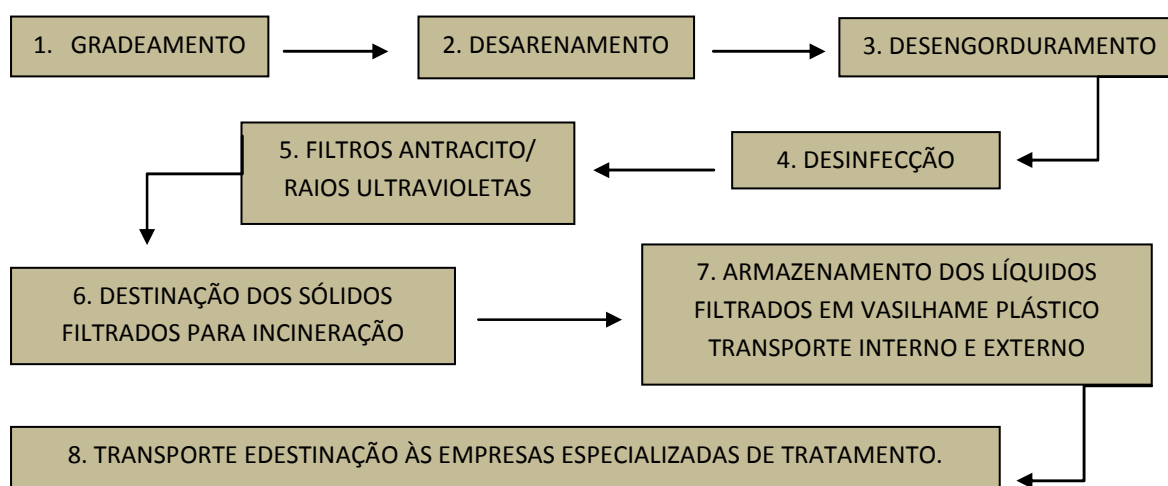 1. GRADEAMENTO
2. DESARENAMENTO
3. DESENGORDURAMENTO
4. DESINFECÇÃO
5. FILTROS ANTRACITO/
RAIOS ULTRAVIOLETAS
6. DESTINAÇÃO DOS SÓLIDOS
FILTRADOS PARA INCINERAÇÃO
7. ARMAZENAMENTO DOS LÍQUIDOS
FILTRADOS EM VASILHAME PLÁSTICO
TRANSPORTE INTERNO E EXTERNO
8. TRANSPORTE EDESTINAÇÃO ÀS EMPRESAS ESPECIALIZADAS DE TRATAMENTO.